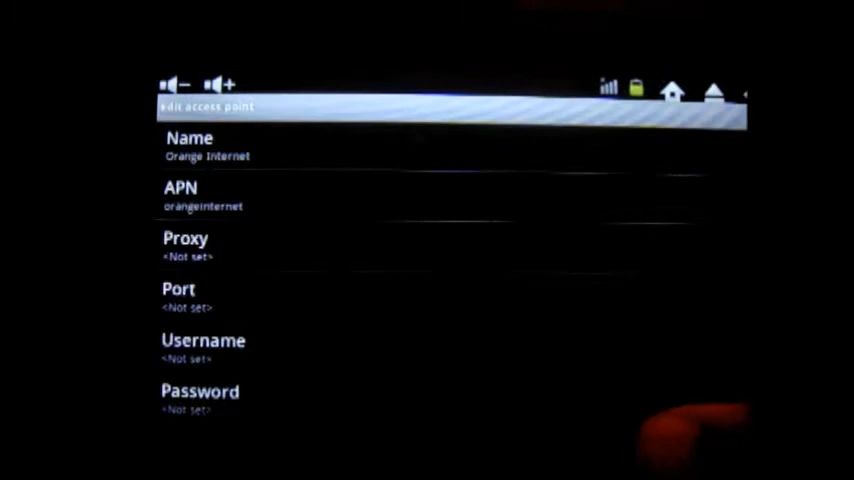 Edit access point
Name
Orange Internet
APN
orangeinternet
Proxy
<Not set>
Port
<Not set>
Username
<Not set>
Password
<Not set>